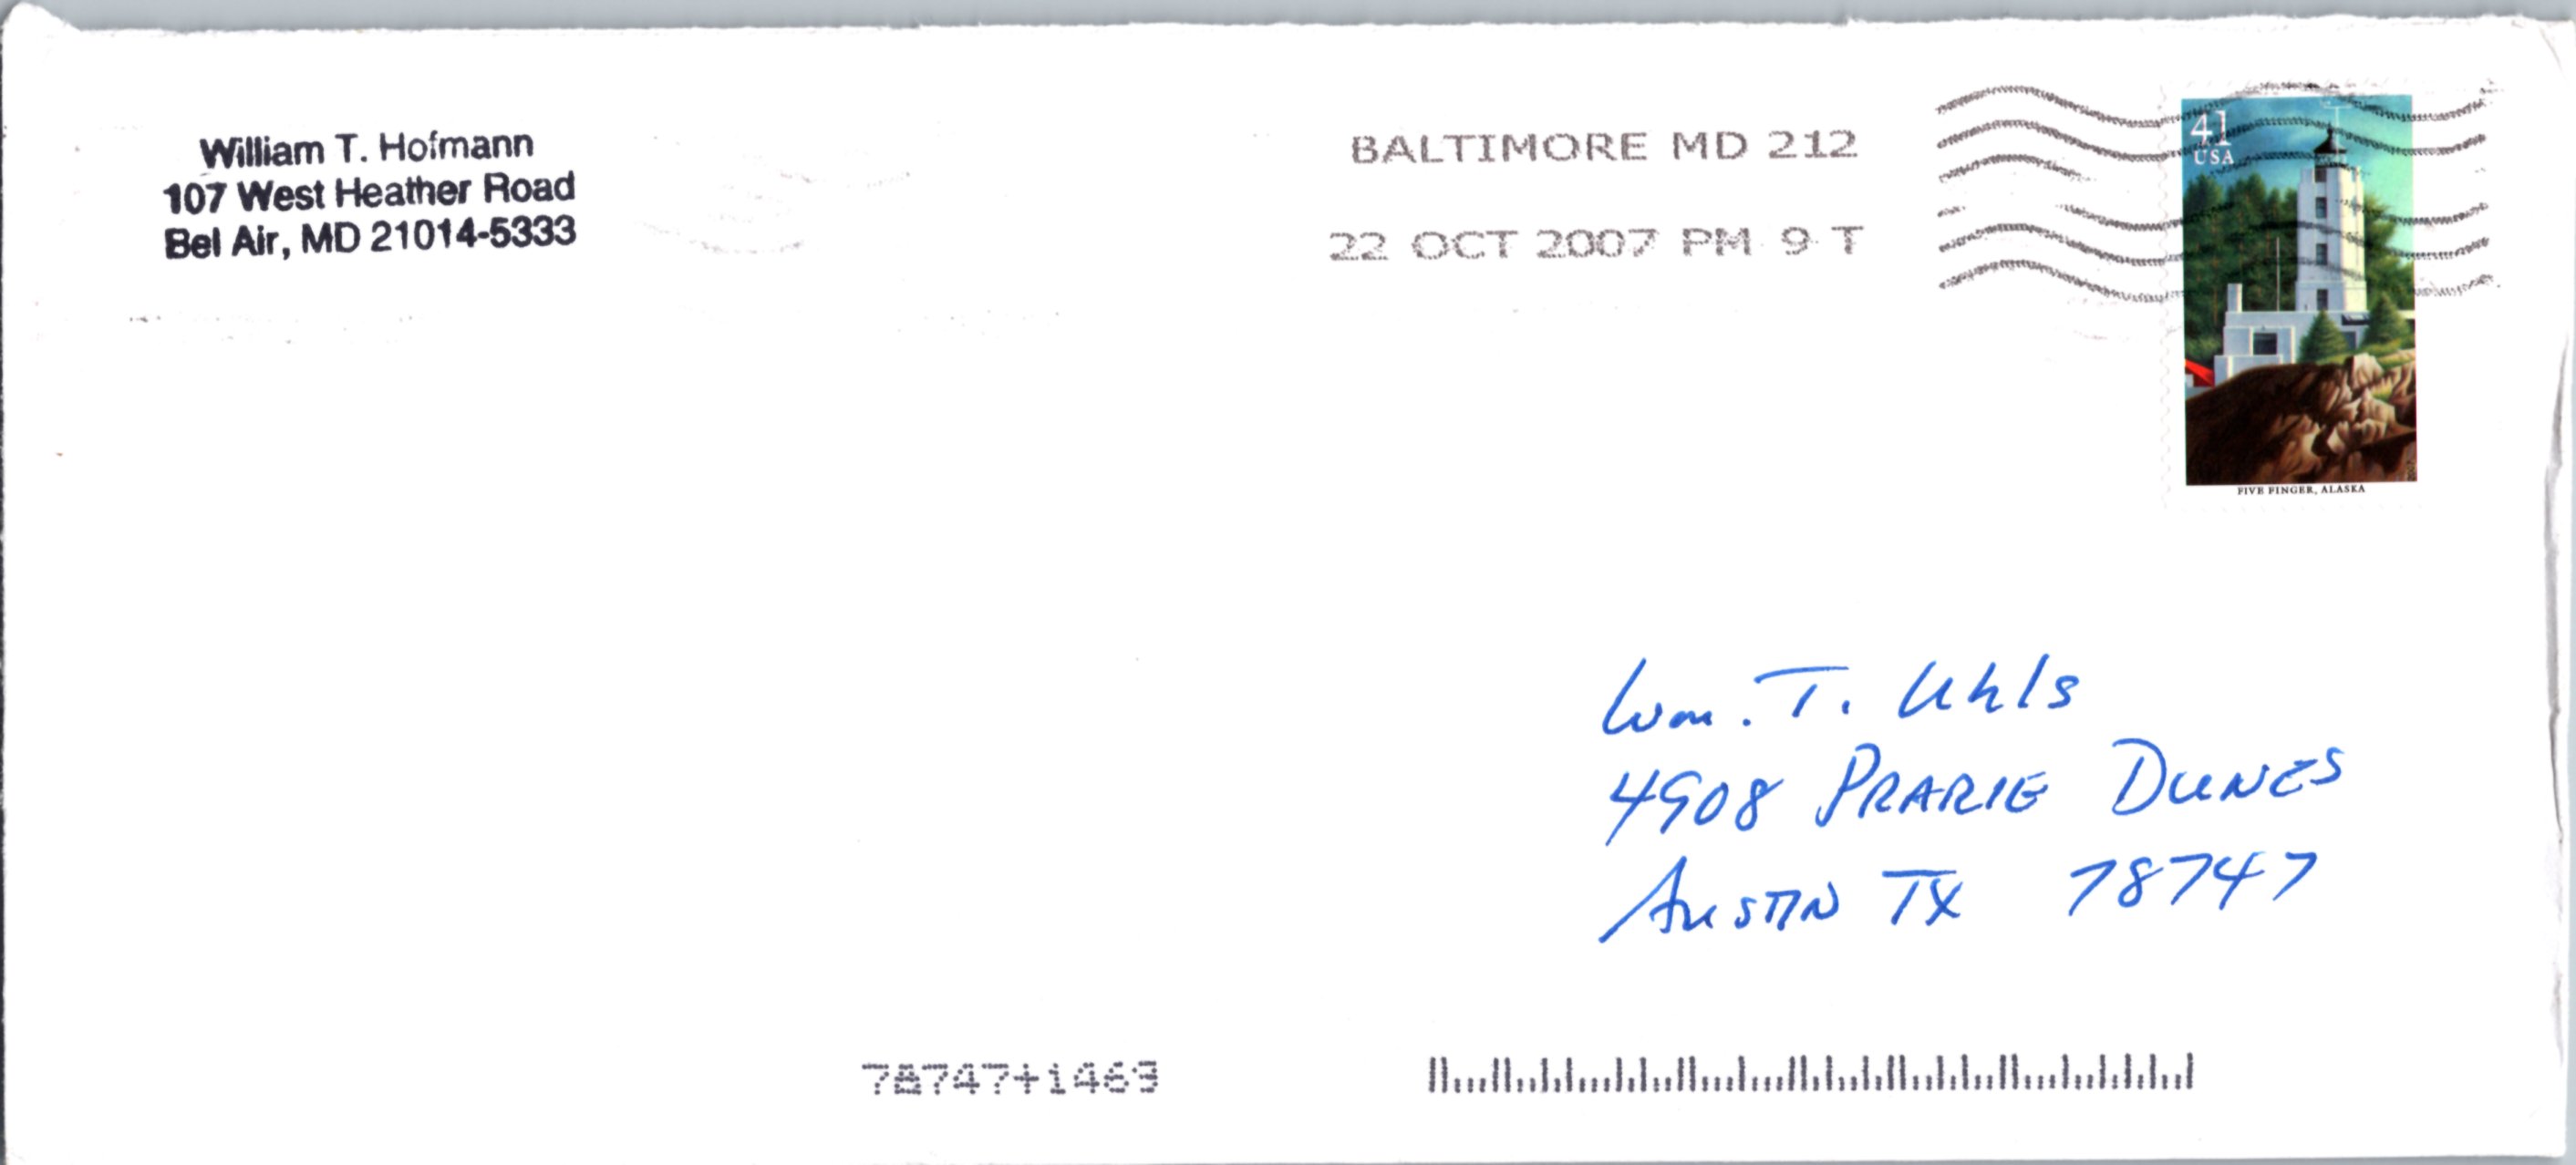 William T. Hofmann
107 West Heather Road
Bel Air, MD 21014-5333
BALTIMORE MD 212
22 OCT 2007 PM 9 T
41
USA
FIVE FINGER, ALASKA
Wm. T. Uhls
4908 PRARIE DUNES
AUSTIN TX 78747
78747+1469